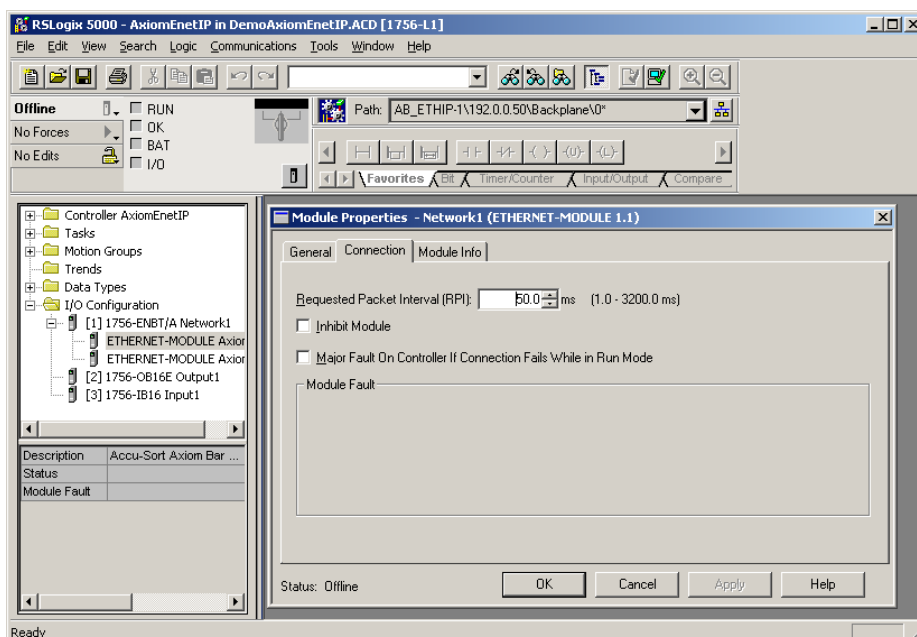 RSLogix 5000 - AxiomEnetIP in DemoAxiomEnetIP.ACD [1756-L1]
File Edit View Search Logic Communications Tools Window Help
Offline
RUN
No Forces
OK
BAT
No Edits
I/O
Path: AB_ETHIP-1\192.0.0.50\Backplane\0*
Favorites Bit Timer/Counter Input/Output Compare
Controller AxiomEnetIP
Tasks
Motion Groups
Trends
Data Types
I/O Configuration
[1] 1756-ENBT/A Network1
ETHERNET-MODULE Axior
ETHERNET-MODULE Axior
[2] 1756-OB16E Output1
[3] 1756-IB16 Input1
Description Accu-Sort Axiom Bar ...
Status
Module Fault
Module Properties - Network1 (ETHERNET-MODULE 1.1)
General Connection Module Info
Requested Packet Interval (RPI): 50.0 ms (1.0 - 3200.0 ms)
Inhibit Module
Major Fault On Controller If Connection Fails While in Run Mode
Module Fault
Status: Offline
OK Cancel Apply Help
Ready